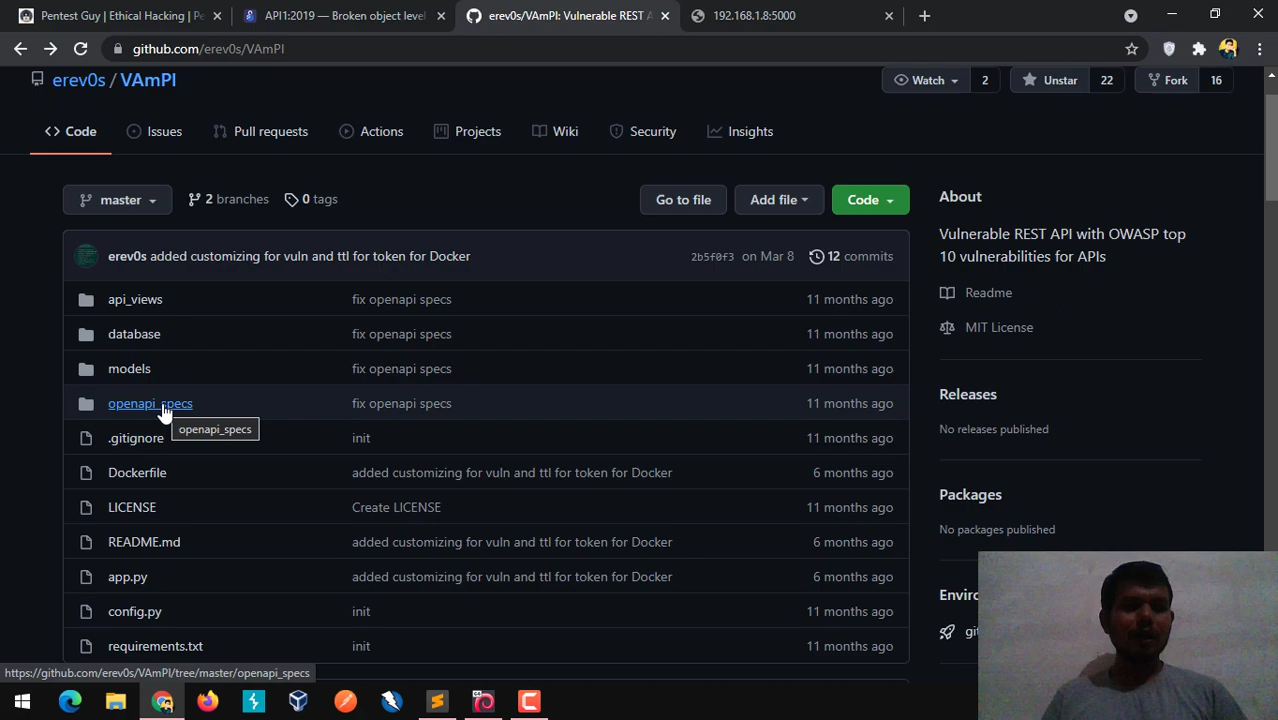 Pentest Guy | Ethical Hacking | Pe
API1:2019 — Broken object level
erev0s/VAmPI: Vulnerable REST A
192.168.1.8:5000
github.com/erev0s/VAmPI
erev0s / VAmPI
Watch 2
Unstar 22
Fork 16
Code
Issues
Pull requests
Actions
Projects
Wiki
Security
Insights
master
2 branches
0 tags
Go to file
Add file
Code
erev0s added customizing for vuln and ttl for token for Docker 2b5f0f3 on Mar 8 12 commits
api_views fix openapi specs 11 months ago
database fix openapi specs 11 months ago
models fix openapi specs 11 months ago
openapi_specs fix openapi specs 11 months ago
openapi_specs
.gitignore init 11 months ago
Dockerfile added customizing for vuln and ttl for token for Docker 6 months ago
LICENSE Create LICENSE 11 months ago
README.md added customizing for vuln and ttl for token for Docker 6 months ago
app.py added customizing for vuln and ttl for token for Docker 6 months ago
config.py init 11 months ago
requirements.txt init 11 months ago
About
Vulnerable REST API with OWASP top
10 vulnerabilities for APIs
Readme
MIT License
Releases
No releases published
Packages
No packages published
Enviro
git
https://github.com/erev0s/VAmPI/tree/master/openapi_specs